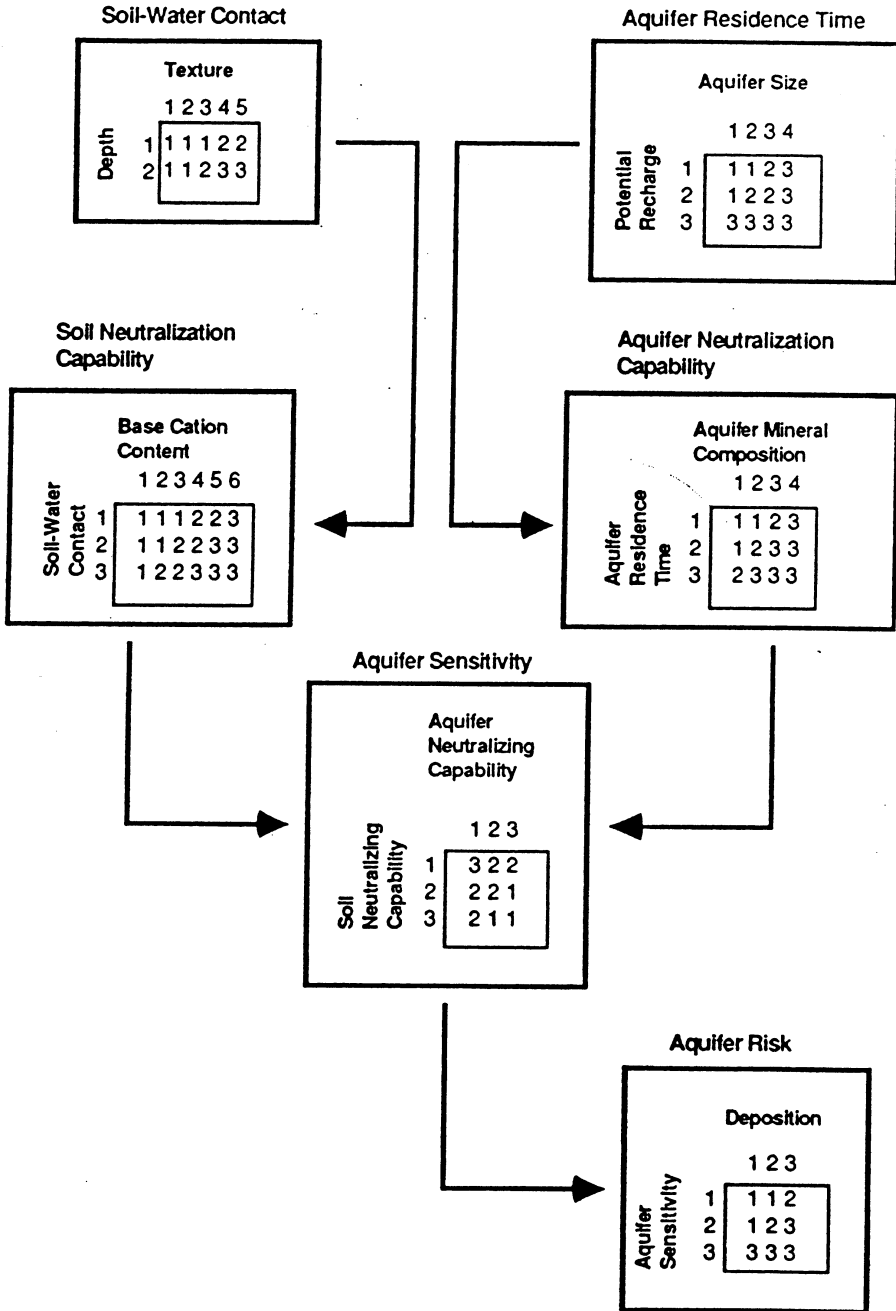 Soil-Water Contact
Texture
1 2 3 4 5
Depth
1 1 1 1 2 2
2 1 1 2 3 3
Aquifer Residence Time
Aquifer Size
1 2 3 4
Potential
Recharge
1 1 1 2 3
2 1 2 2 3
3 3 3 3 3
Soil Neutralization
Capability
Base Cation
Content
1 2 3 4 5 6
Soil-Water
Contact
1 1 1 1 2 2 3
2 1 1 2 2 3 3
3 1 2 2 3 3 3
Aquifer Neutralization
Capability
Aquifer Mineral
Composition
1 2 3 4
Aquifer
Residence
Time
1 1 1 2 3
2 1 2 3 3
3 2 3 3 3
Aquifer Sensitivity
Aquifer
Neutralizing
Capability
1 2 3
Soil
Neutralizing
Capability
1 3 2 2
2 2 2 1
3 2 1 1
Aquifer Risk
Deposition
1 2 3
Aquifer
Sensitivity
1 1 1 2
2 1 2 3
3 3 3 3